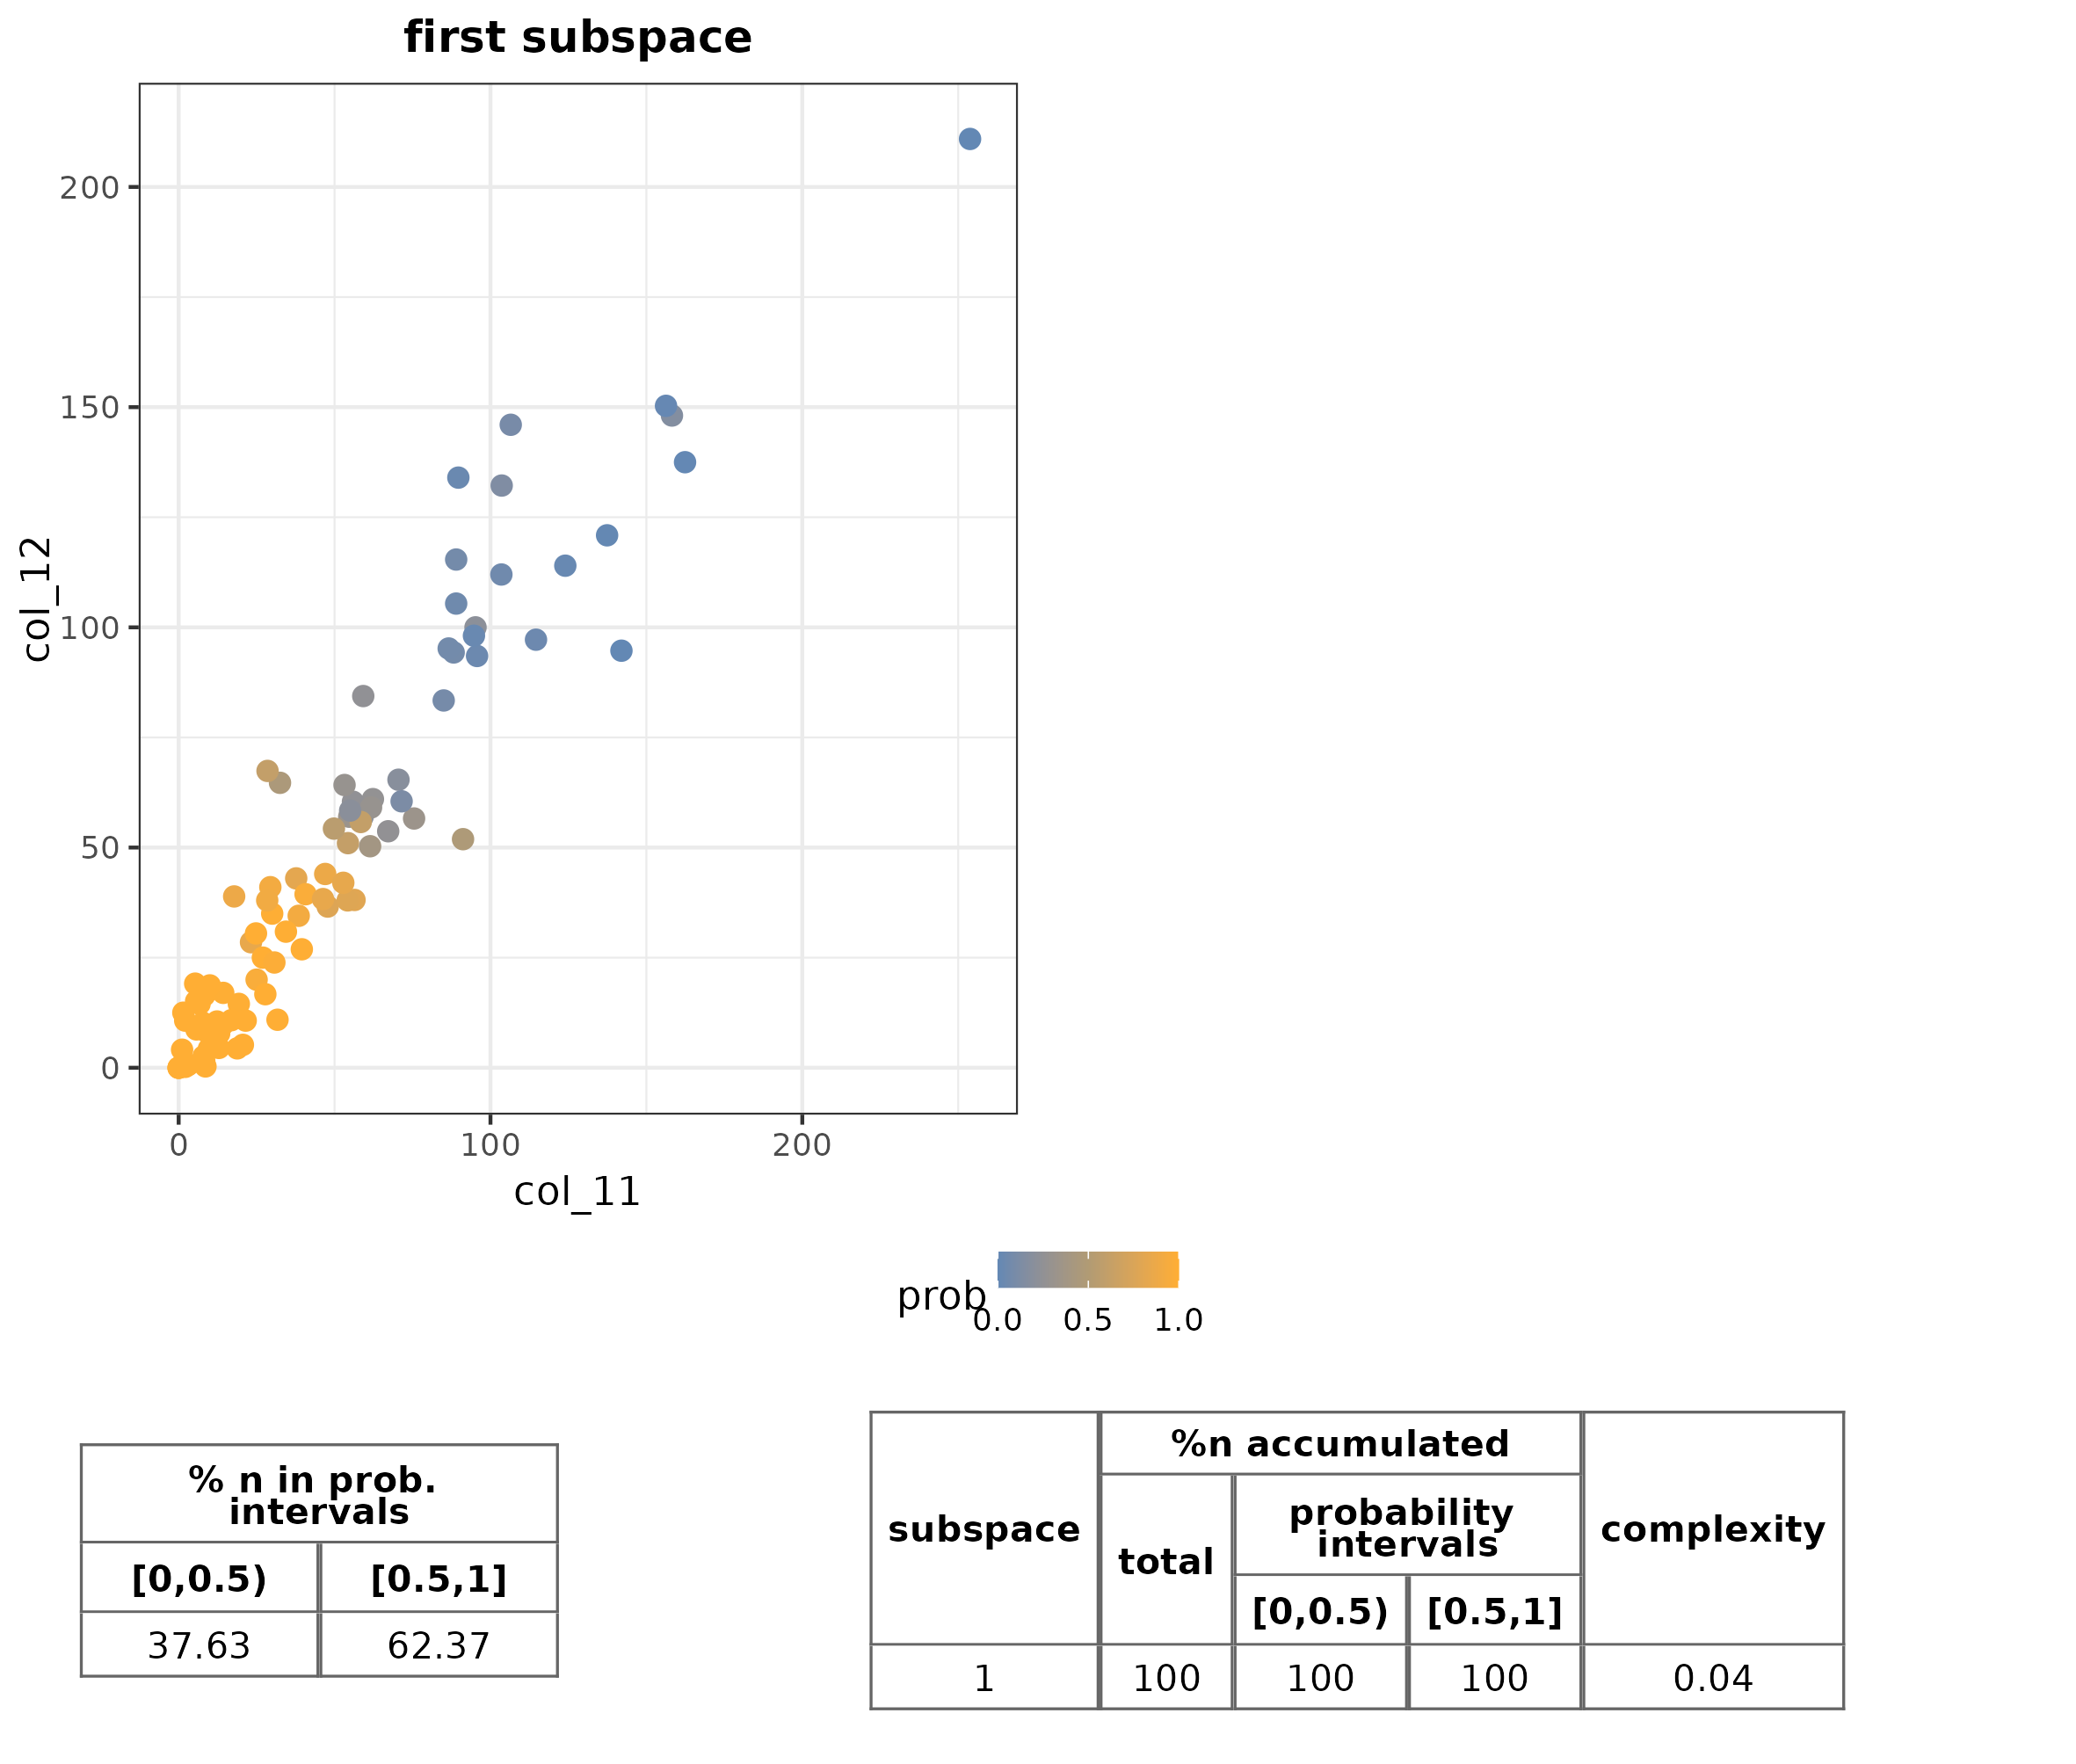 first subspace
col_12
200
150
100
50
0
0 100 200
col_11
prob
0.0 0.5 1.0
% n in prob.
intervals
[0,0.5) [0.5,1]
37.63 62.37
subspace
%n accumulated
total
probability
intervals
[0,0.5) [0.5,1]
complexity
1 100 100 100 0.04